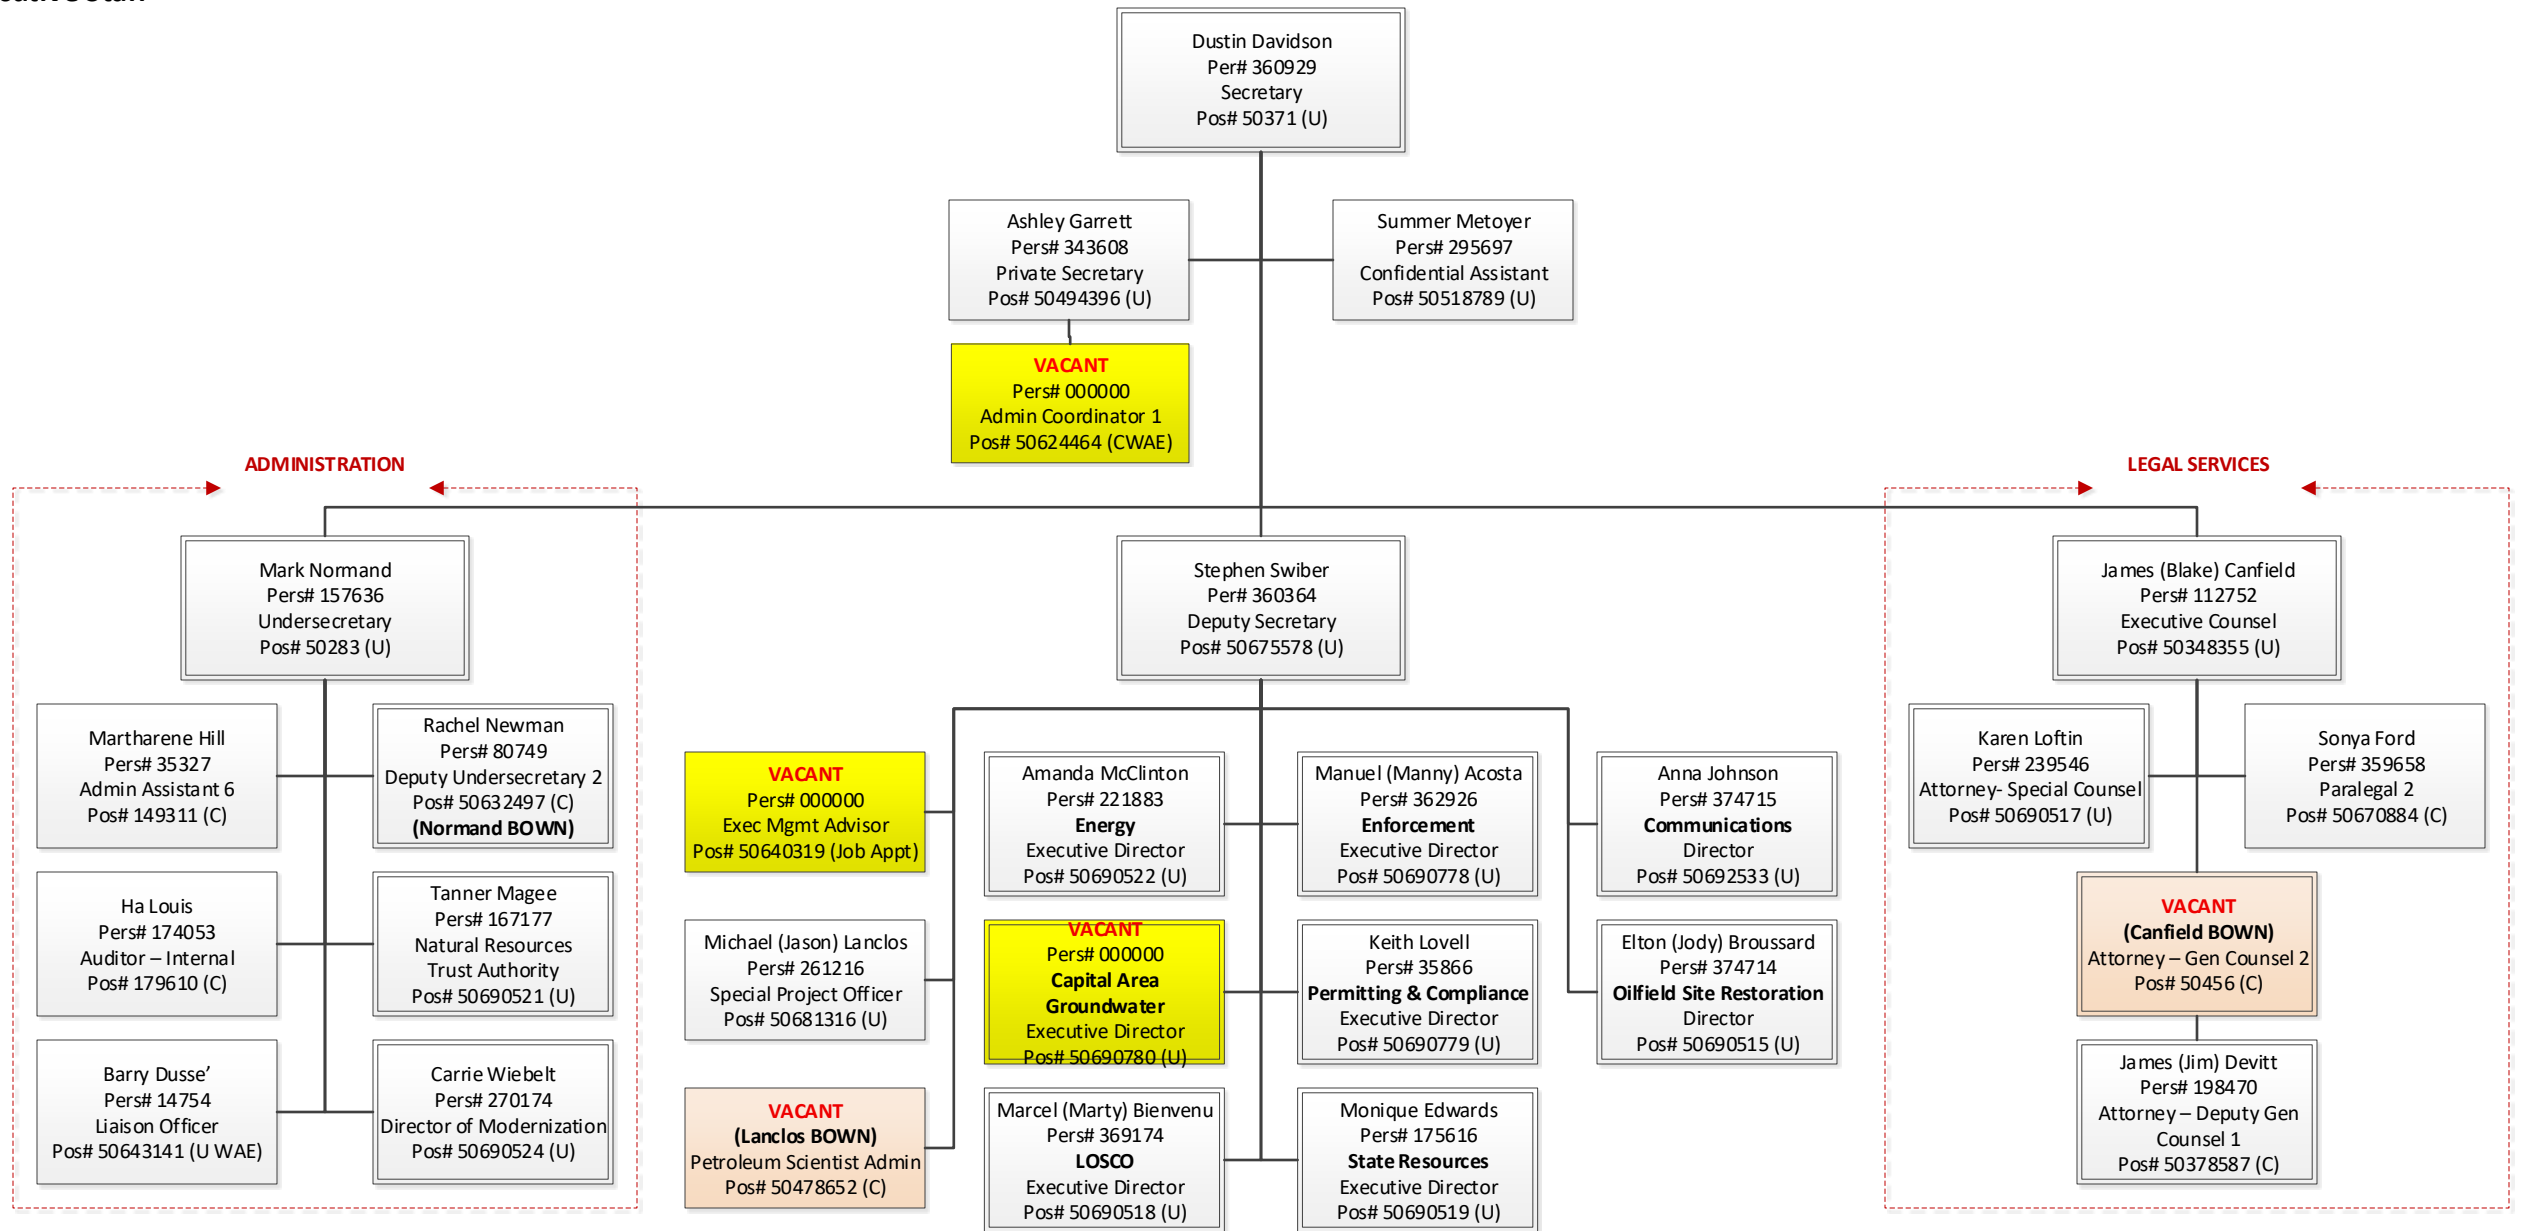 Dustin Davidson
Per# 360929
Secretary
Pos# 50371 (U)
Ashley Garrett
Pers# 343608
Private Secretary
Pos# 50494396 (U)
Summer Metoyer
Pers# 295697
Confidential Assistant
Pos# 50518789 (U)
VACANT
Pers# 000000
Admin Coordinator 1
Pos# 50624464 (CWAE)
ADMINISTRATION
Mark Normand
Pers# 157636
Undersecretary
Pos# 50283 (U)
Martharene Hill
Pers# 35327
Admin Assistant 6
Pos# 149311 (C)
Rachel Newman
Pers# 80749
Deputy Undersecretary 2
Pos# 50632497 (C)
(Normand BOWN)
Ha Louis
Pers# 174053
Auditor – Internal
Pos# 179610 (C)
Tanner Magee
Pers# 167177
Natural Resources
Trust Authority
Pos# 50690521 (U)
Barry Dusse’
Pers# 14754
Liaison Officer
Pos# 50643141 (U WAE)
Carrie Wiebelt
Pers# 270174
Director of Modernization
Pos# 50690524 (U)
Stephen Swiber
Per# 360364
Deputy Secretary
Pos# 50675578 (U)
VACANT
Pers# 000000
Exec Mgmt Advisor
Pos# 50640319 (Job Appt)
Amanda McClinton
Pers# 221883
Energy
Executive Director
Pos# 50690522 (U)
Manuel (Manny) Acosta
Pers# 362926
Enforcement
Executive Director
Pos# 50690778 (U)
Anna Johnson
Pers# 374715
Communications
Director
Pos# 50692533 (U)
Michael (Jason) Lanclos
Pers# 261216
Special Project Officer
Pos# 50681316 (U)
VACANT
Pers# 000000
Capital Area
Groundwater
Executive Director
Pos# 50690780 (U)
Keith Lovell
Pers# 35866
Permitting & Compliance
Executive Director
Pos# 50690779 (U)
Elton (Jody) Broussard
Pers# 374714
Oilfield Site Restoration
Director
Pos# 50690515 (U)
VACANT
(Lanclos BOWN)
Petroleum Scientist Admin
Pos# 50478652 (C)
Marcel (Marty) Bienvenu
Pers# 369174
LOSCO
Executive Director
Pos# 50690518 (U)
Monique Edwards
Pers# 175616
State Resources
Executive Director
Pos# 50690519 (U)
LEGAL SERVICES
James (Blake) Canfield
Pers# 112752
Executive Counsel
Pos# 50348355 (U)
Karen Loftin
Pers# 239546
Attorney- Special Counsel
Pos# 50690517 (U)
Sonya Ford
Pers# 359658
Paralegal 2
Pos# 50670884 (C)
VACANT
(Canfield BOWN)
Attorney – Gen Counsel 2
Pos# 50456 (C)
James (Jim) Devitt
Pers# 198470
Attorney – Deputy Gen
Counsel 1
Pos# 50378587 (C)